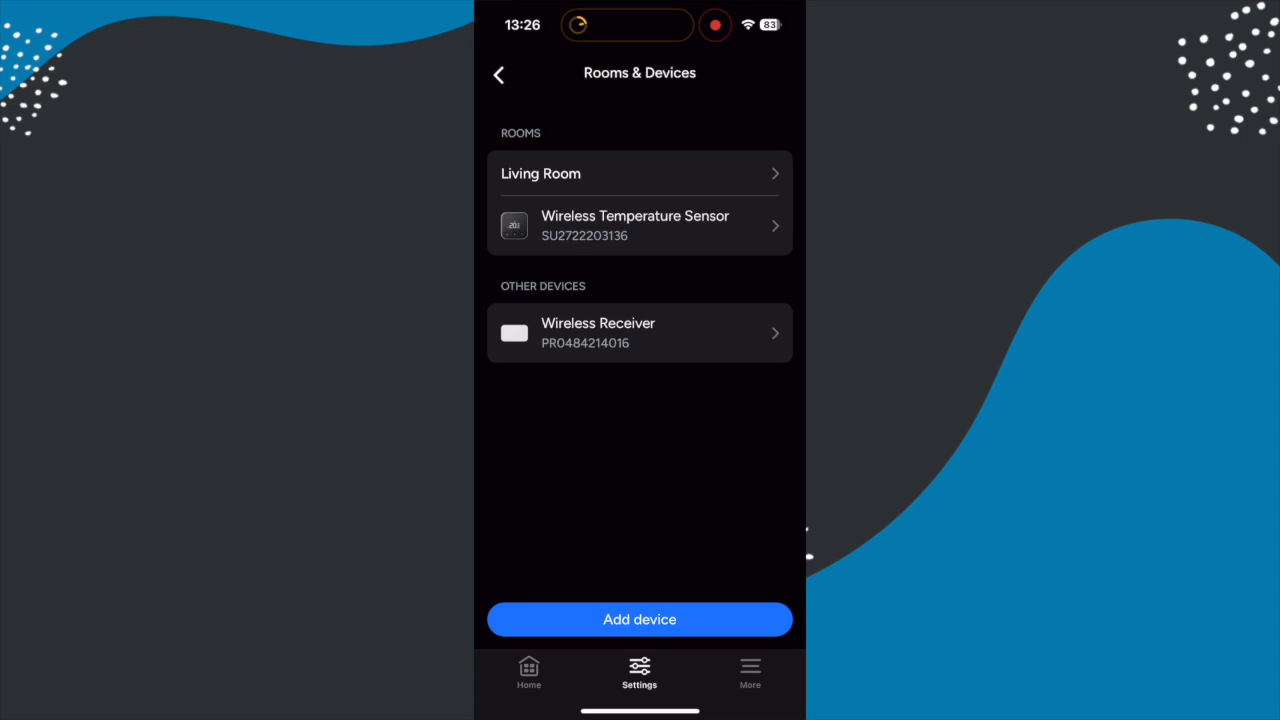 13:26
83
Rooms & Devices
ROOMS
Living Room
Wireless Temperature Sensor
SU2722203136
OTHER DEVICES
Wireless Receiver
PR0484214016
Add device
Home
Settings
More